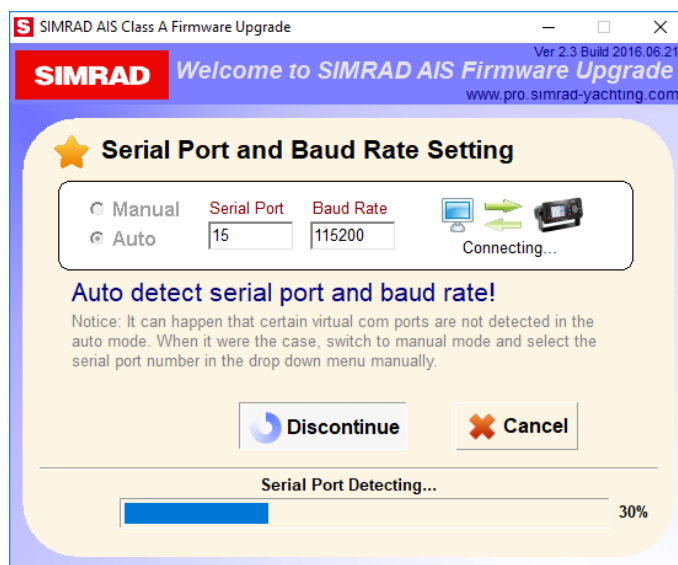 SIMRAD AIS Class A Firmware Upgrade
Ver 2.3 Build 2016.06.21
SIMRAD
Welcome to SIMRAD AIS Firmware Upgrade
www.pro.simrad-yachting.com
Serial Port and Baud Rate Setting
Manual
Auto
Serial Port
Baud Rate
15
115200
Connecting...
Auto detect serial port and baud rate!
Notice: It can happen that certain virtual com ports are not detected in the
auto mode. When it were the case, switch to manual mode and select the
serial port number in the drop down menu manually.
Discontinue
Cancel
Serial Port Detecting...
30%